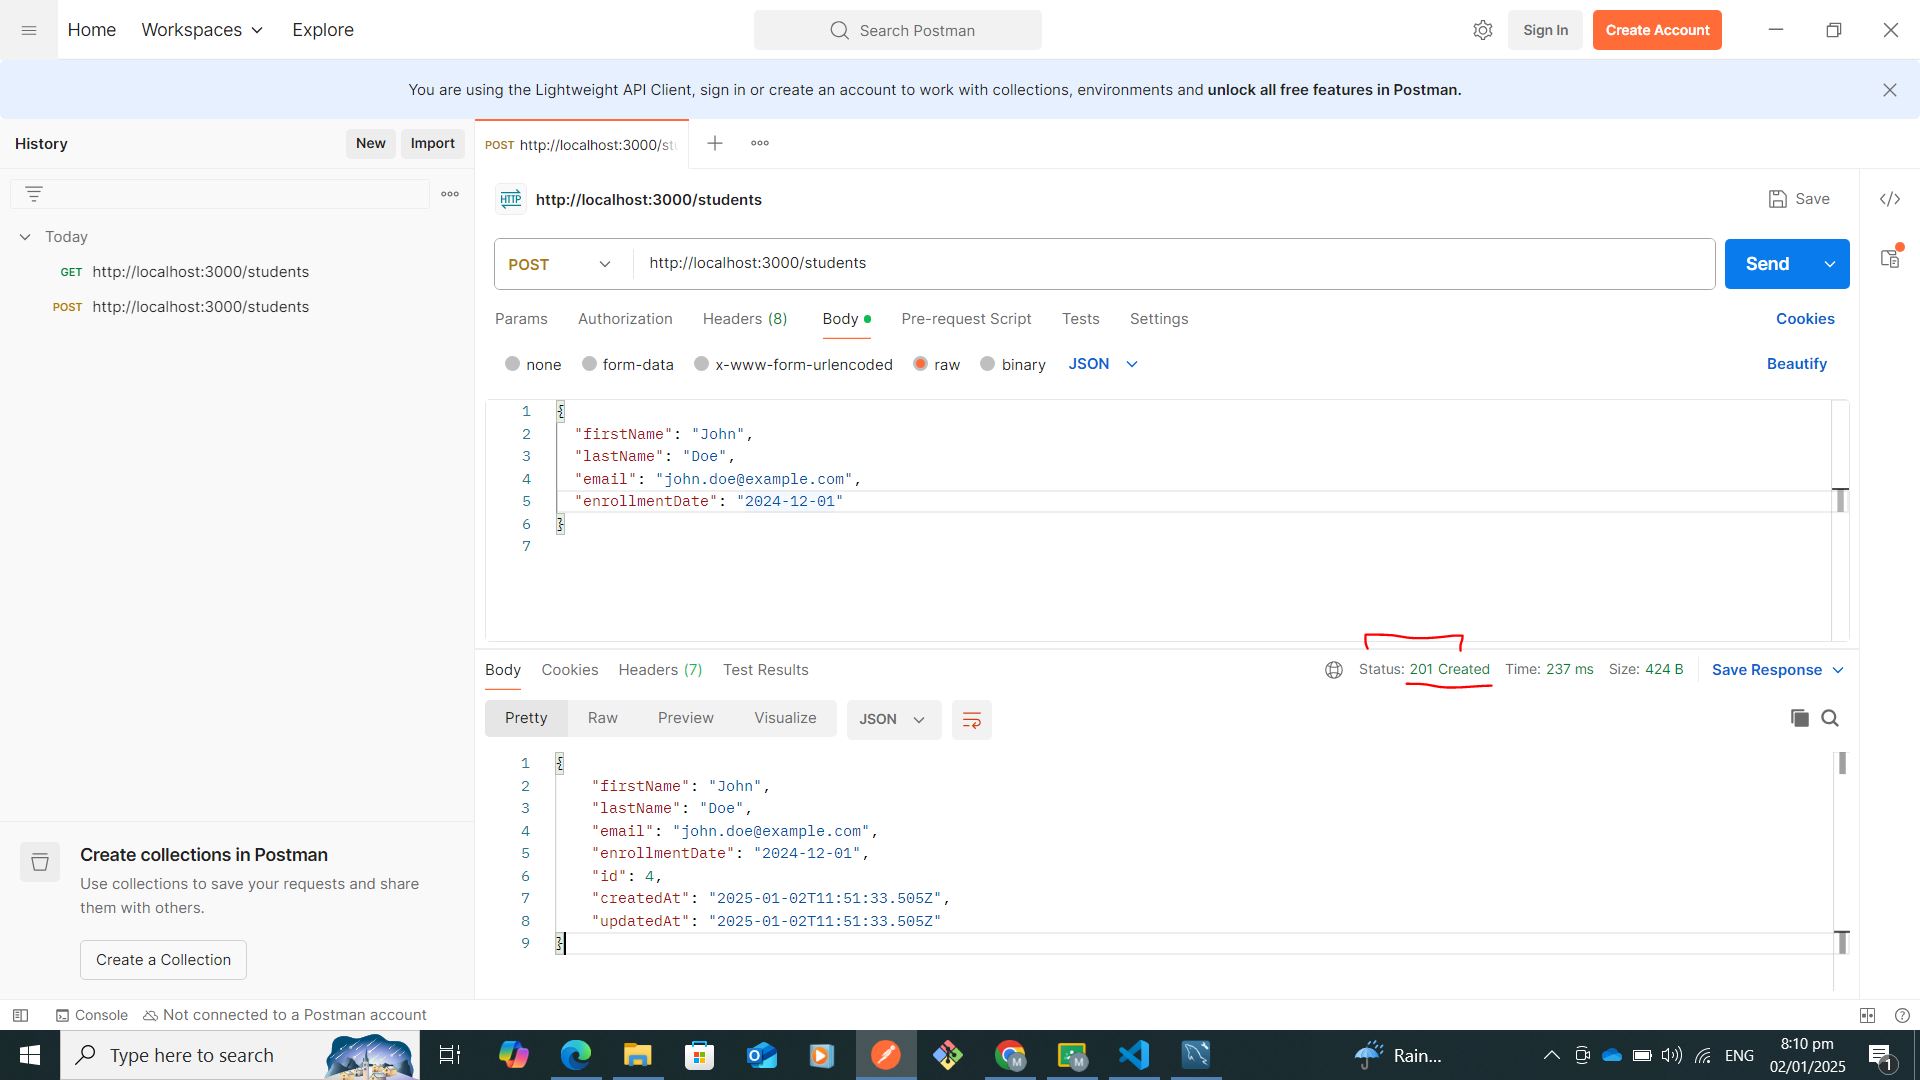 Home Workspaces Explore Search Postman Sign In Create Account
You are using the Lightweight API Client, sign in or create an account to work with collections, environments and unlock all free features in Postman.
History New Import
POST http://localhost:3000/st
HTTP http://localhost:3000/students Save
Today
GET http://localhost:3000/students
POST http://localhost:3000/students
POST http://localhost:3000/students Send
Params Authorization Headers (8) Body Pre-request Script Tests Settings Cookies
none form-data x-www-form-urlencoded raw binary JSON Beautify
1 {
2 "firstName": "John",
3 "lastName": "Doe",
4 "email": "john.doe@example.com",
5 "enrollmentDate": "2024-12-01"
6 }
7
Body Cookies Headers (7) Test Results Status: 201 Created Time: 237 ms Size: 424 B Save Response
Pretty Raw Preview Visualize JSON
1 {
2 "firstName": "John",
3 "lastName": "Doe",
4 "email": "john.doe@example.com",
5 "enrollmentDate": "2024-12-01",
6 "id": 4,
7 "createdAt": "2025-01-02T11:51:33.505Z",
8 "updatedAt": "2025-01-02T11:51:33.505Z"
9 }
Create collections in Postman
Use collections to save your requests and share
them with others.
Create a Collection
Console Not connected to a Postman account
Type here to search Rain... ENG 8:10 pm
02/01/2025
1